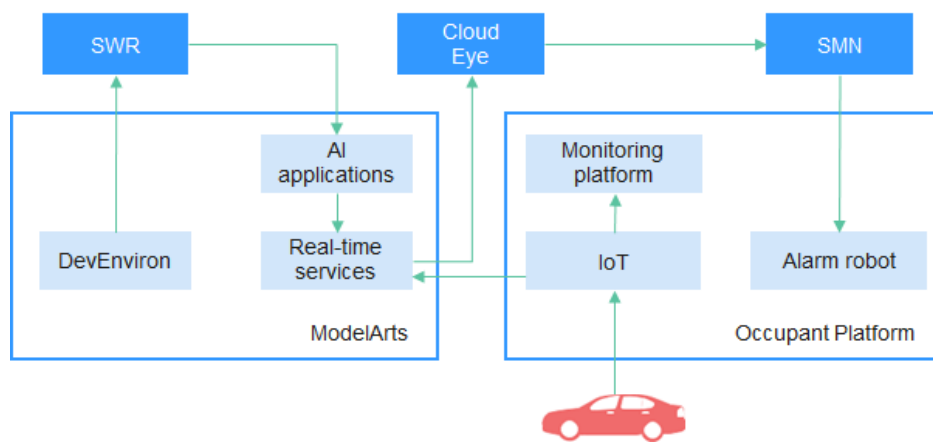 SWR
Cloud
Eye
SMN
AI
applications
Monitoring
platform
DevEnviron
Real-time
services
IoT
Alarm robot
ModelArts
Occupant Platform